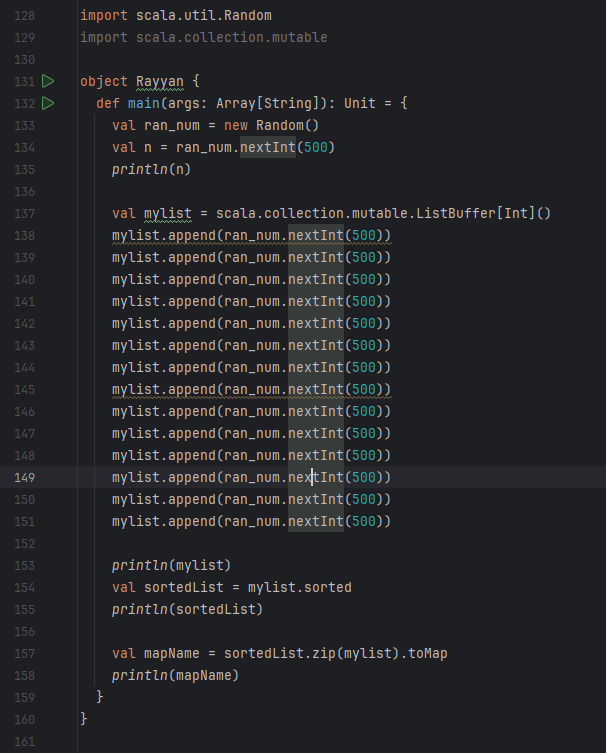 128 import scala.util.Random
129 import scala.collection.mutable
130
131 object Rayyan {
132   def main(args: Array[String]): Unit = {
133     val ran_num = new Random()
134     val n = ran_num.nextInt(500)
135     println(n)
136
137     val mylist = scala.collection.mutable.ListBuffer[Int]()
138     mylist.append(ran_num.nextInt(500))
139     mylist.append(ran_num.nextInt(500))
140     mylist.append(ran_num.nextInt(500))
141     mylist.append(ran_num.nextInt(500))
142     mylist.append(ran_num.nextInt(500))
143     mylist.append(ran_num.nextInt(500))
144     mylist.append(ran_num.nextInt(500))
145     mylist.append(ran_num.nextInt(500))
146     mylist.append(ran_num.nextInt(500))
147     mylist.append(ran_num.nextInt(500))
148     mylist.append(ran_num.nextInt(500))
149     mylist.append(ran_num.nextInt(500))
150     mylist.append(ran_num.nextInt(500))
151     mylist.append(ran_num.nextInt(500))
152
153     println(mylist)
154     val sortedList = mylist.sorted
155     println(sortedList)
156
157     val mapName = sortedList.zip(mylist).toMap
158     println(mapName)
159   }
160 }
161